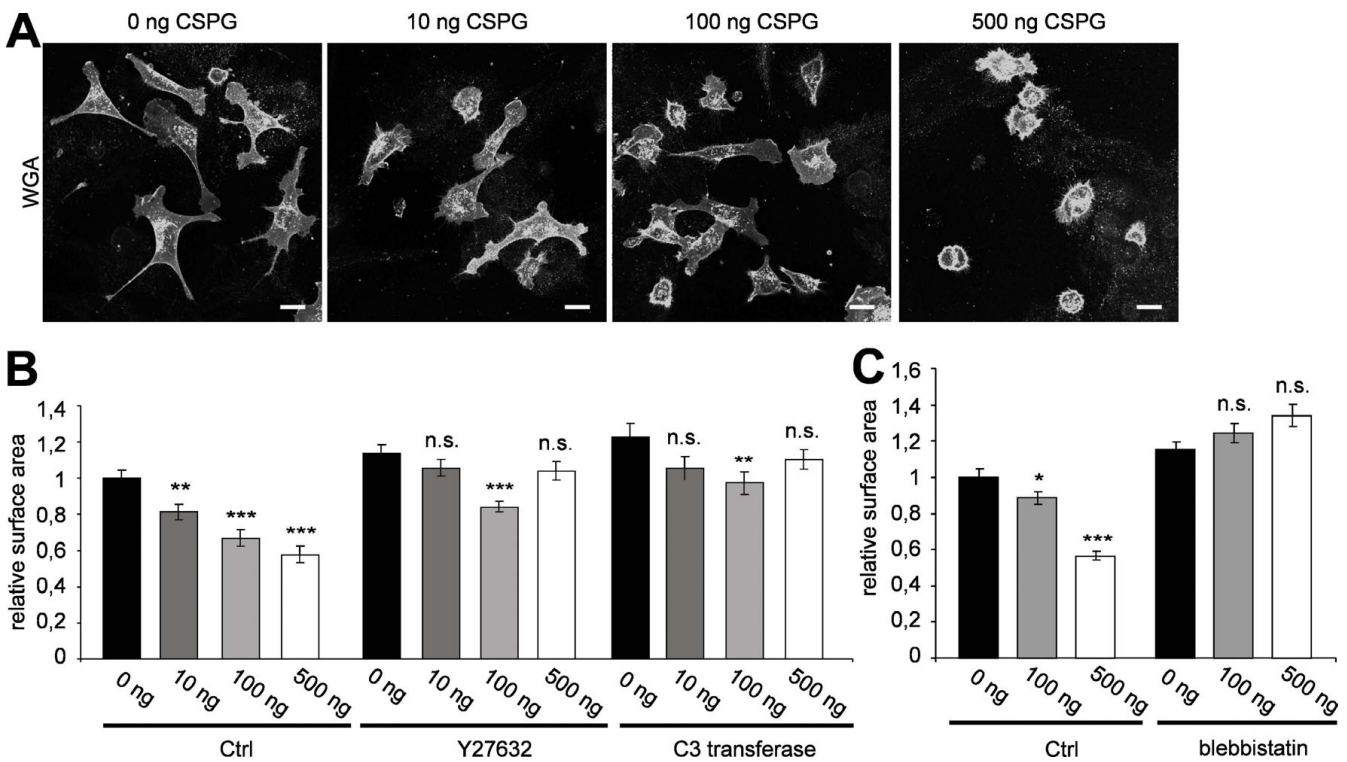 A
0 ng CSPG
10 ng CSPG
100 ng CSPG
500 ng CSPG
WGA
B
relative surface area
1,4
1,2
1
0,8
0,6
0,4
0,2
0
**
***
***
n.s.
***
n.s.
n.s.
**
n.s.
0 ng
10 ng
100 ng
500 ng
0 ng
10 ng
100 ng
500 ng
0 ng
10 ng
100 ng
500 ng
Ctrl
Y27632
C3 transferase
C
relative surface area
1,6
1,4
1,2
1
0,8
0,6
0,4
0,2
0
*
***
n.s.
n.s.
0 ng
100 ng
500 ng
0 ng
100 ng
500 ng
Ctrl
blebbistatin